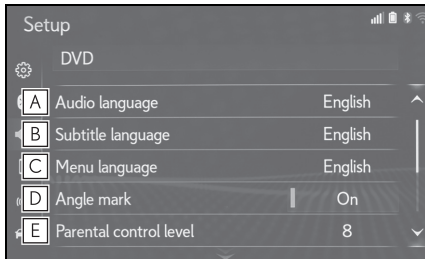 Setup
DVD
A Audio language English
B Subtitle language English
C Menu language English
D Angle mark On
E Parental control level 8